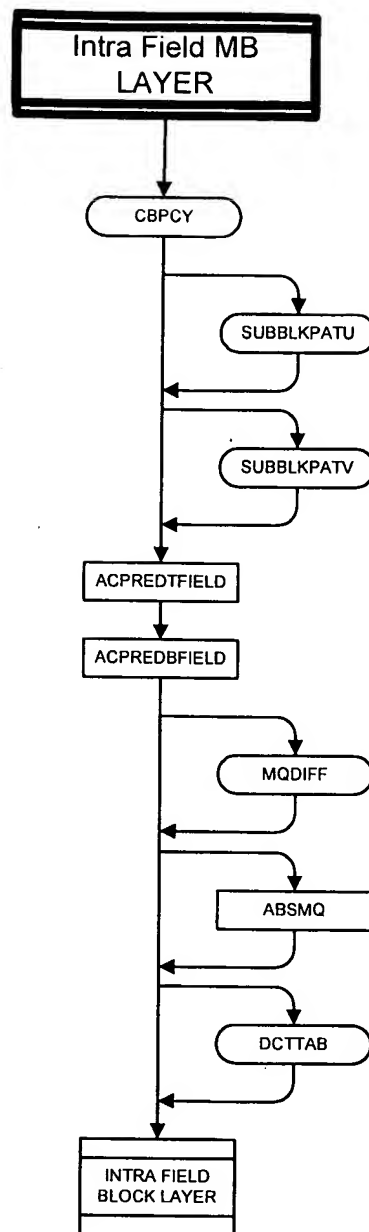 Intra Field MB
LAYER
CBPCY
SUBBLKPATU
SUBBLKPATV
ACPREDTFIELD
ACPREDBFIELD
MQDIFF
ABSMQ
DCTTAB
INTRA FIELD
BLOCK LAYER